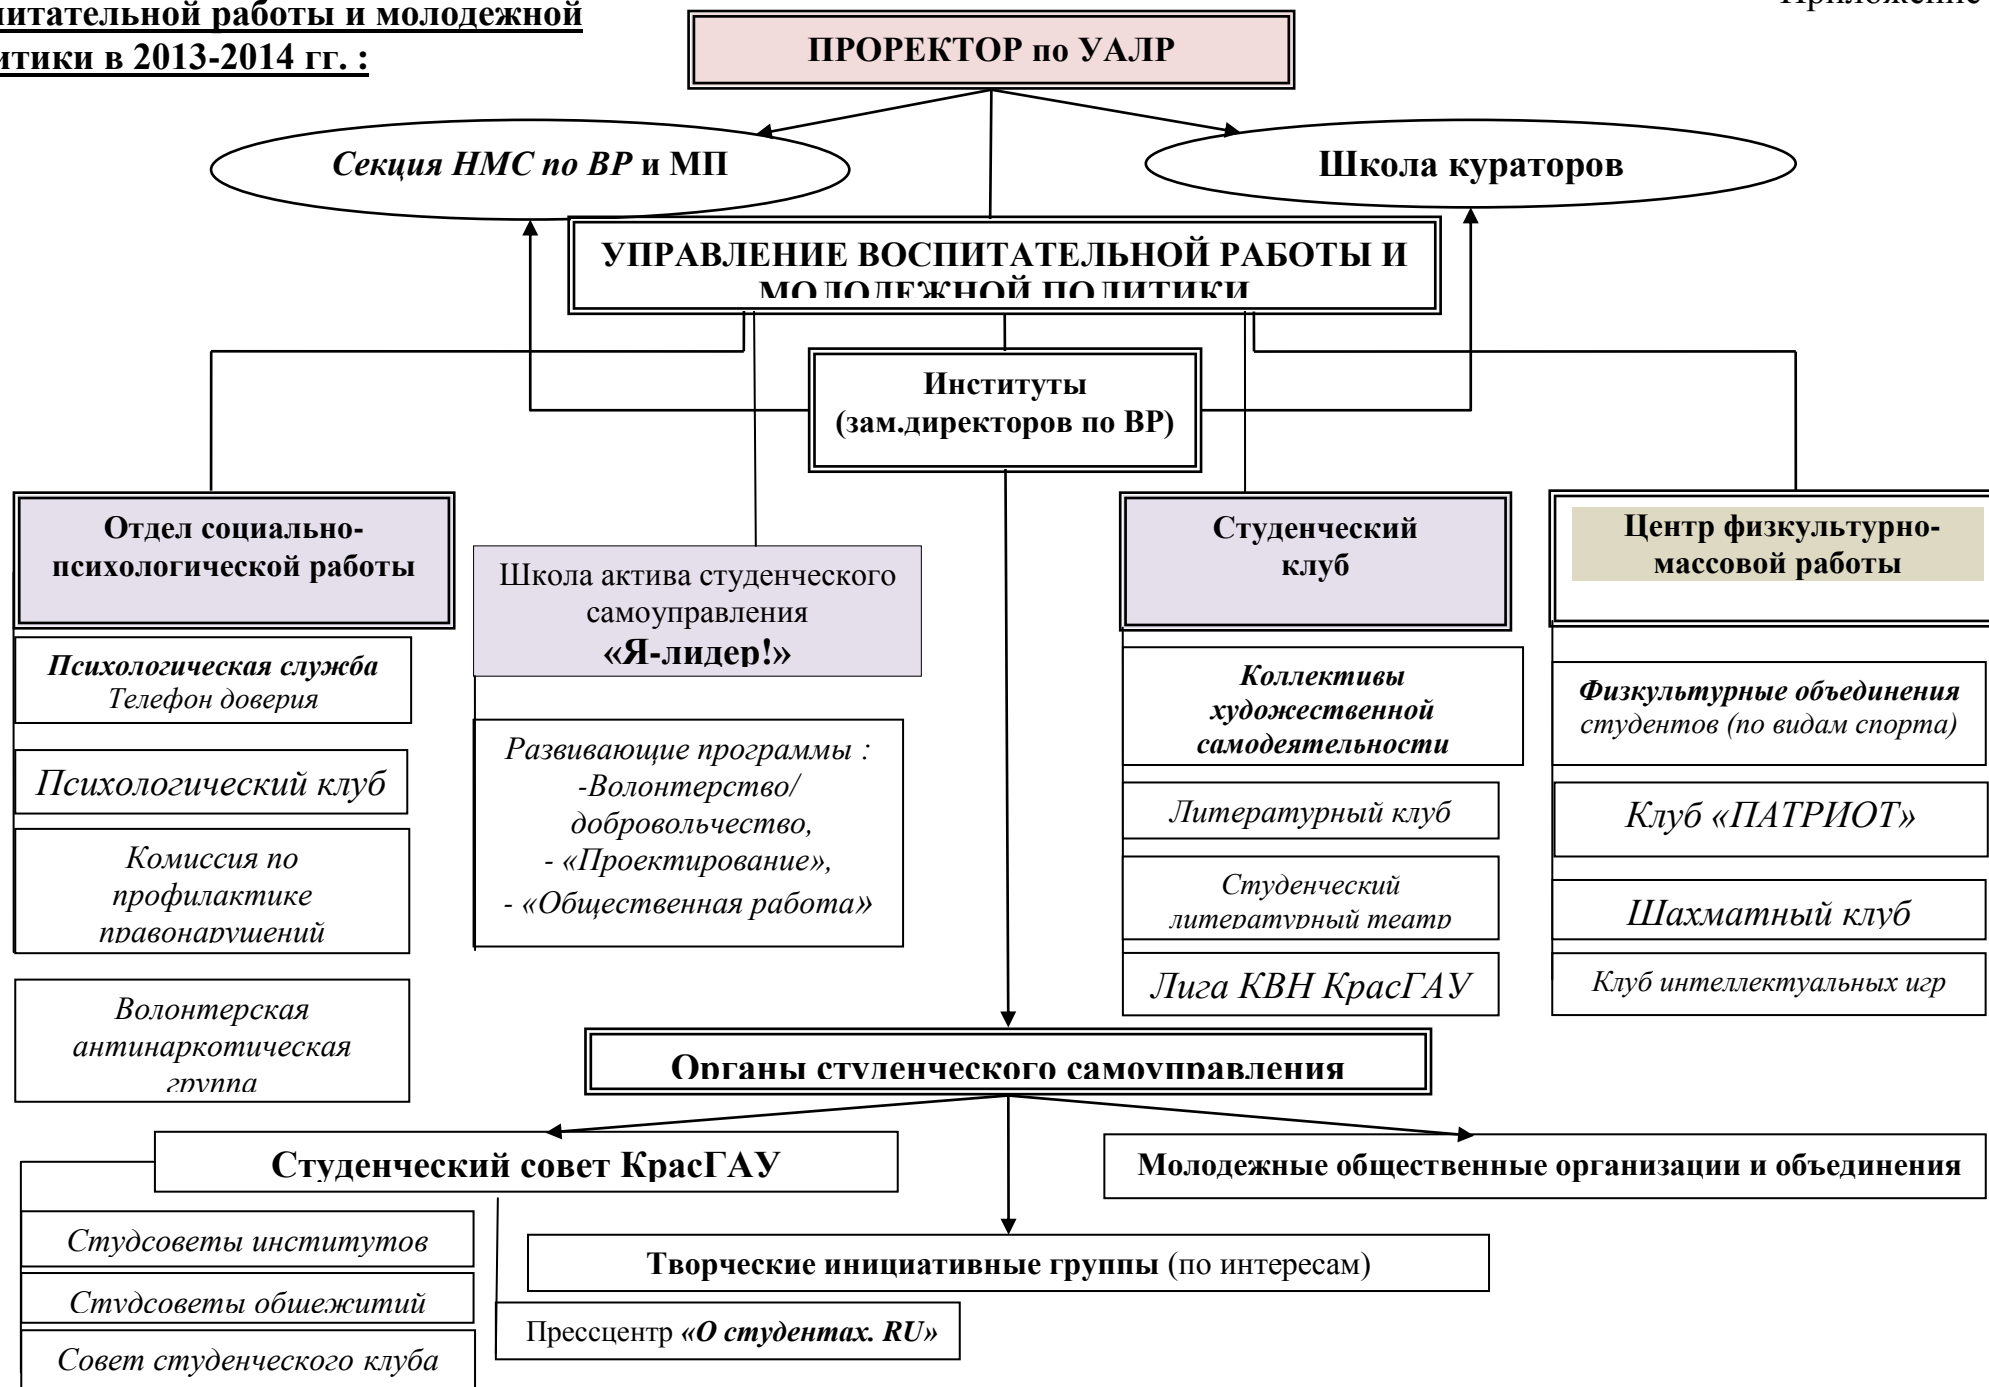 питательной работы и молодежной
итики в 2013-2014 гг. :
Приложение
ПРОРЕКТОР по УАЛР
Секция НМС по ВР и МП
Школа кураторов
УПРАВЛЕНИЕ ВОСПИТАТЕЛЬНОЙ РАБОТЫ И
МОЛОДЕЖНОЙ ПОЛИТИКИ
Институты
(зам.директоров по ВР)
Отдел социально-
психологической работы
Психологическая служба
Телефон доверия
Психологический клуб
Комиссия по
профилактике
правонарушений
Волонтерская
антинаркотическая
группа
Школа актива студенческого
самоуправления
«Я-лидер!»
Развивающие программы :
-Волонтерство/
добровольчество,
- «Проектирование»,
- «Общественная работа»
Студенческий
клуб
Коллективы
художественной
самодеятельности
Литературный клуб
Студенческий
литературный театр
Лига КВН КрасГАУ
Центр физкультурно-
массовой работы
Физкультурные объединения
студентов (по видам спорта)
Клуб «ПАТРИОТ»
Шахматный клуб
Клуб интеллектуальных игр
Органы студенческого самоуправления
Студенческий совет КрасГАУ
Молодежные общественные организации и объединения
Студсоветы институтов
Студсоветы общежитий
Совет студенческого клуба
Творческие инициативные группы (по интересам)
Прессцентр «О студентах. RU»